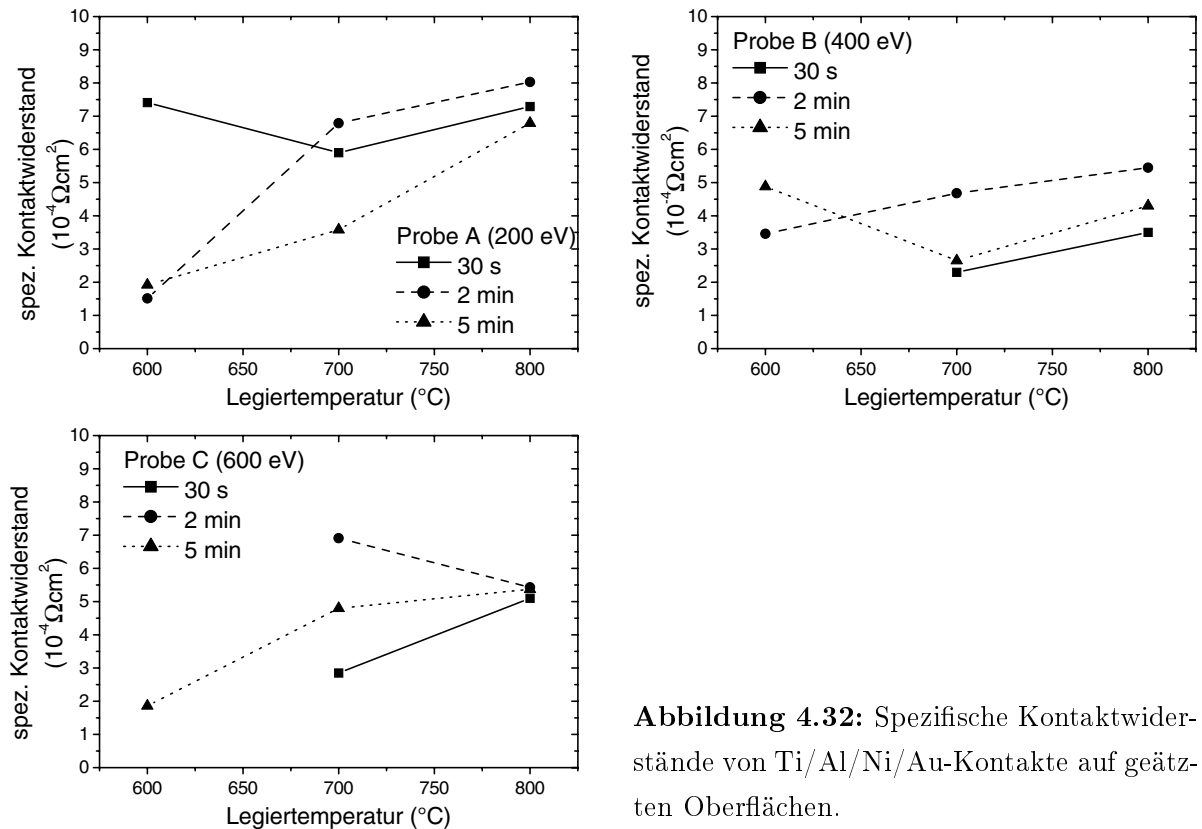 10
9
8
7
6
5
4
3
2
1
0
spez. Kontaktwiderstand
(10⁻⁴Ωcm²)
Probe A (200 eV)
30 s
2 min
5 min
600 650 700 750 800
Legiertemperatur (°C)
10
9
8
7
6
5
4
3
2
1
0
spez. Kontaktwiderstand
(10⁻⁴Ωcm²)
Probe B (400 eV)
30 s
2 min
5 min
600 650 700 750 800
Legiertemperatur (°C)
10
9
8
7
6
5
4
3
2
1
0
spez. Kontaktwiderstand
(10⁻⁴Ωcm²)
Probe C (600 eV)
30 s
2 min
5 min
600 650 700 750 800
Legiertemperatur (°C)
Abbildung 4.32: Spezifische Kontaktwider-
stände von Ti/Al/Ni/Au-Kontakte auf geätz-
ten Oberflächen.